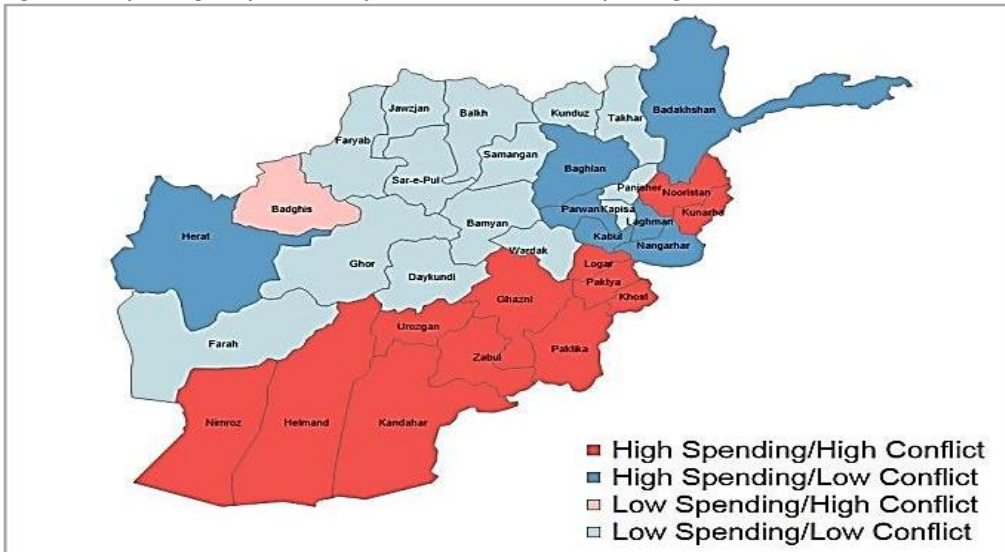 Jawzjan
Balkh
Kunduz
Takhar
Badakhshan
Faryab
Samangan
Sar-e-Pul
Baghlan
Panjsher
Nooristan
Badghis
Parwan
Kapisa
Kunarha
Laghman
Bamyan
Herat
Kabul
Nangarhar
Wardak
Ghor
Daykundi
Logar
Paktya
Ghazni
Khost
Urozgan
Farah
Zabul
Paktika
Nimroz
Helmand
Kandahar
High Spending/High Conflict
High Spending/Low Conflict
Low Spending/High Conflict
Low Spending/Low Conflict